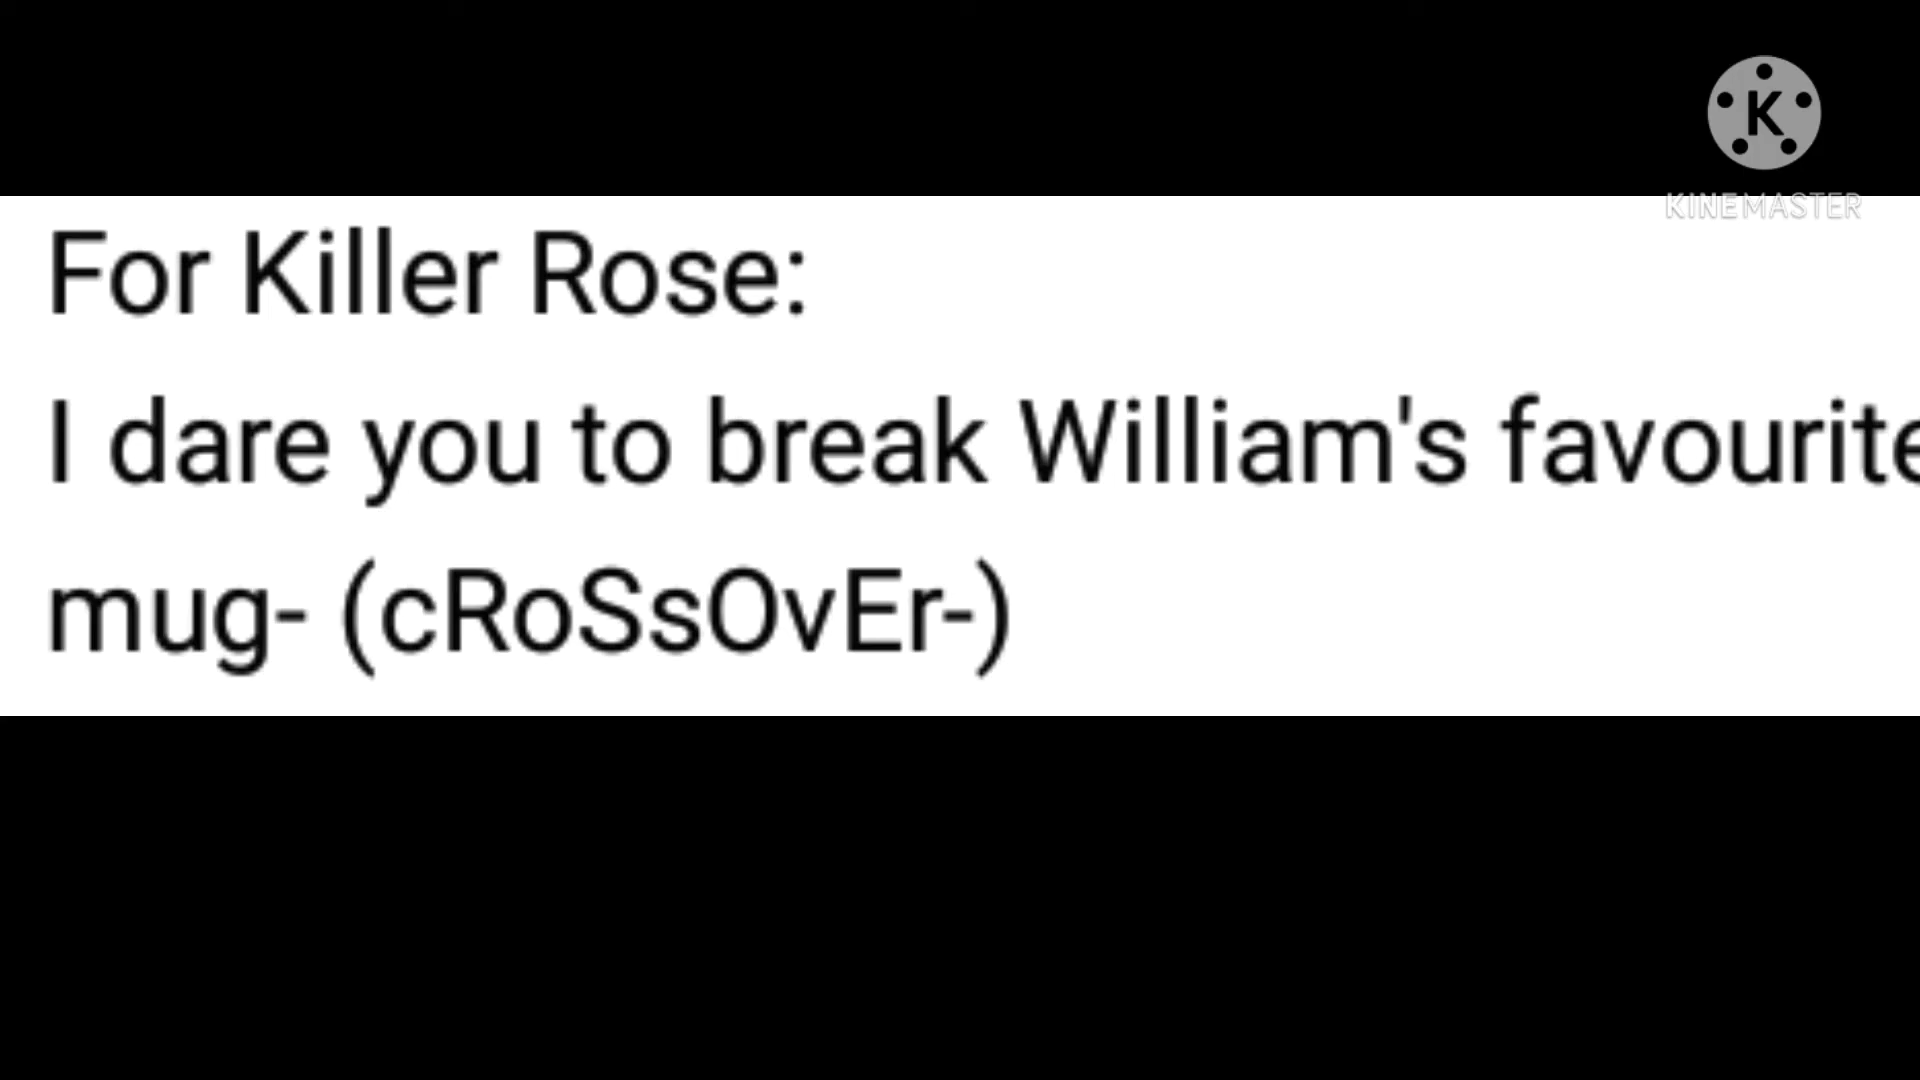 K
KINEMASTER
For Killer Rose:
I dare you to break William's favourite
mug- (cRoSsOvEr-)